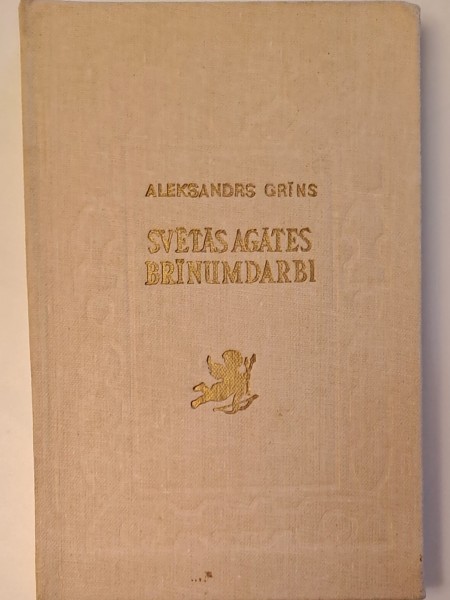 ALEKSANDRS GRĪNS
SVĒTĀS AGATES
BRĪNUMDARBI